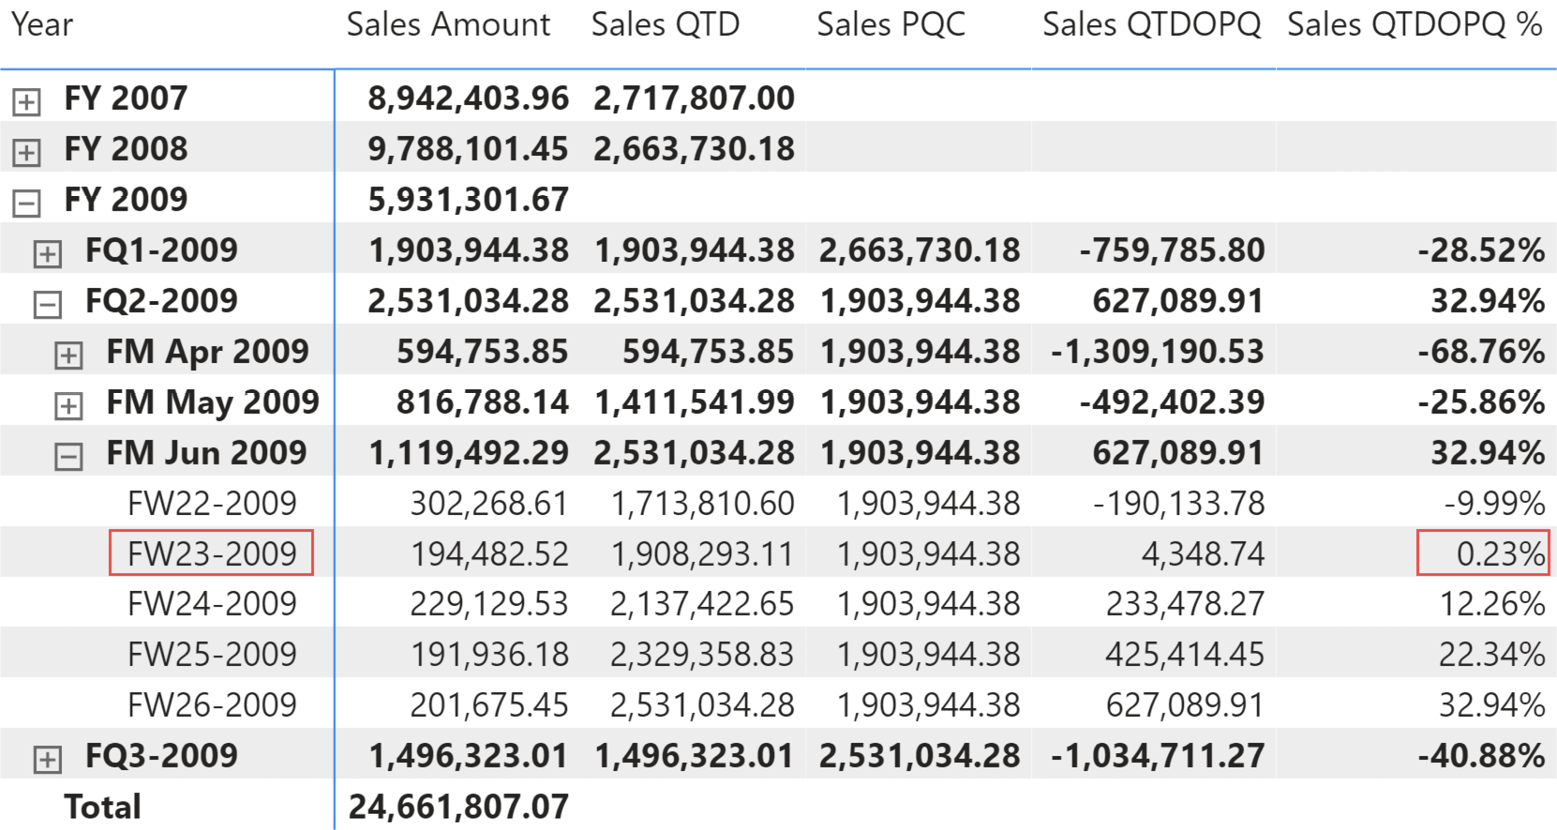 Year Sales Amount Sales QTD Sales PQC Sales QTDOPQ Sales QTDOPQ %
FY 2007 8,942,403.96 2,717,807.00
FY 2008 9,788,101.45 2,663,730.18
FY 2009 5,931,301.67
FQ1-2009 1,903,944.38 1,903,944.38 2,663,730.18 -759,785.80 -28.52%
FQ2-2009 2,531,034.28 2,531,034.28 1,903,944.38 627,089.91 32.94%
FM Apr 2009 594,753.85 594,753.85 1,903,944.38 -1,309,190.53 -68.76%
FM May 2009 816,788.14 1,411,541.99 1,903,944.38 -492,402.39 -25.86%
FM Jun 2009 1,119,492.29 2,531,034.28 1,903,944.38 627,089.91 32.94%
FW22-2009 302,268.61 1,713,810.60 1,903,944.38 -190,133.78 -9.99%
FW23-2009 194,482.52 1,908,293.11 1,903,944.38 4,348.74 0.23%
FW24-2009 229,129.53 2,137,422.65 1,903,944.38 233,478.27 12.26%
FW25-2009 191,936.18 2,329,358.83 1,903,944.38 425,414.45 22.34%
FW26-2009 201,675.45 2,531,034.28 1,903,944.38 627,089.91 32.94%
FQ3-2009 1,496,323.01 1,496,323.01 2,531,034.28 -1,034,711.27 -40.88%
Total 24,661,807.07